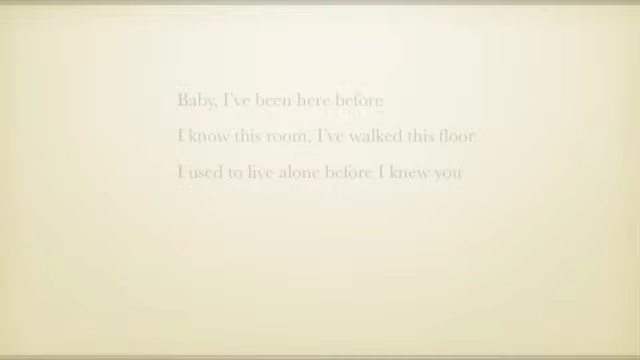 Baby, I've been here before
I know this room, I've walked this floor
I used to live alone before I knew you